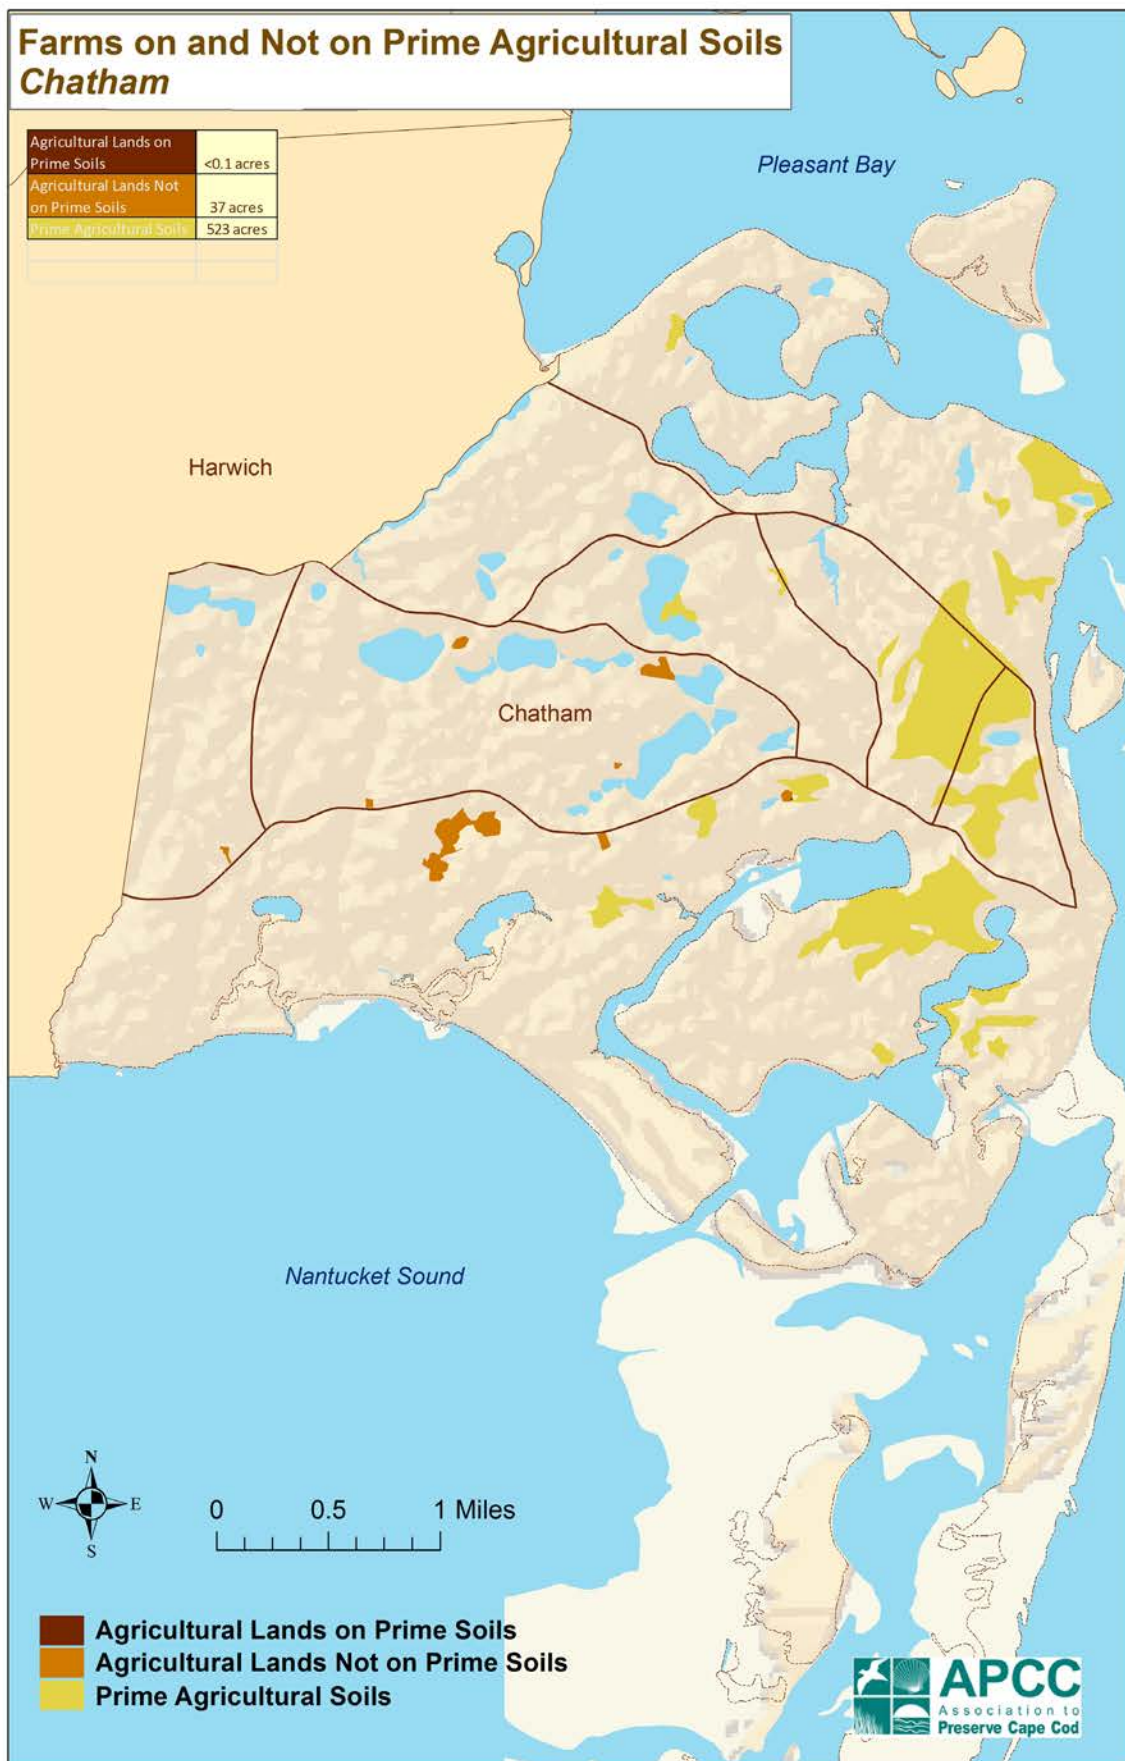 Farms on and Not on Prime Agricultural Soils
Chatham
Agricultural Lands on
Prime Soils
<0.1 acres
Agricultural Lands Not
on Prime Soils
37 acres
Prime Agricultural Soils
523 acres
Pleasant Bay
Harwich
Chatham
Nantucket Sound
N
W
E
S
0
0.5
1 Miles
Agricultural Lands on Prime Soils
Agricultural Lands Not on Prime Soils
Prime Agricultural Soils
APCC
Association to
Preserve Cape Cod